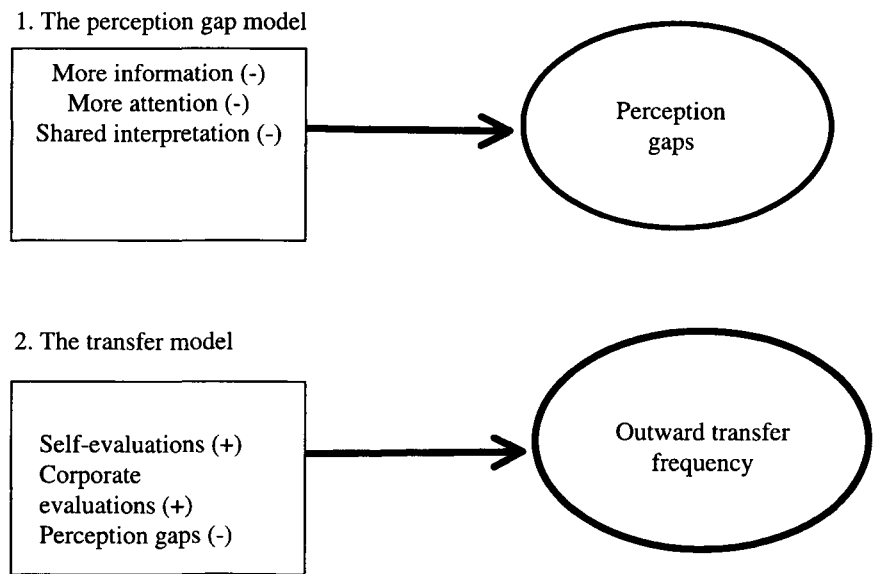 1. The perception gap model
More information (-)
More attention (-)
Shared interpretation (-)
Perception
gaps
2. The transfer model
Self-evaluations (+)
Corporate
evaluations (+)
Perception gaps (-)
Outward transfer
frequency